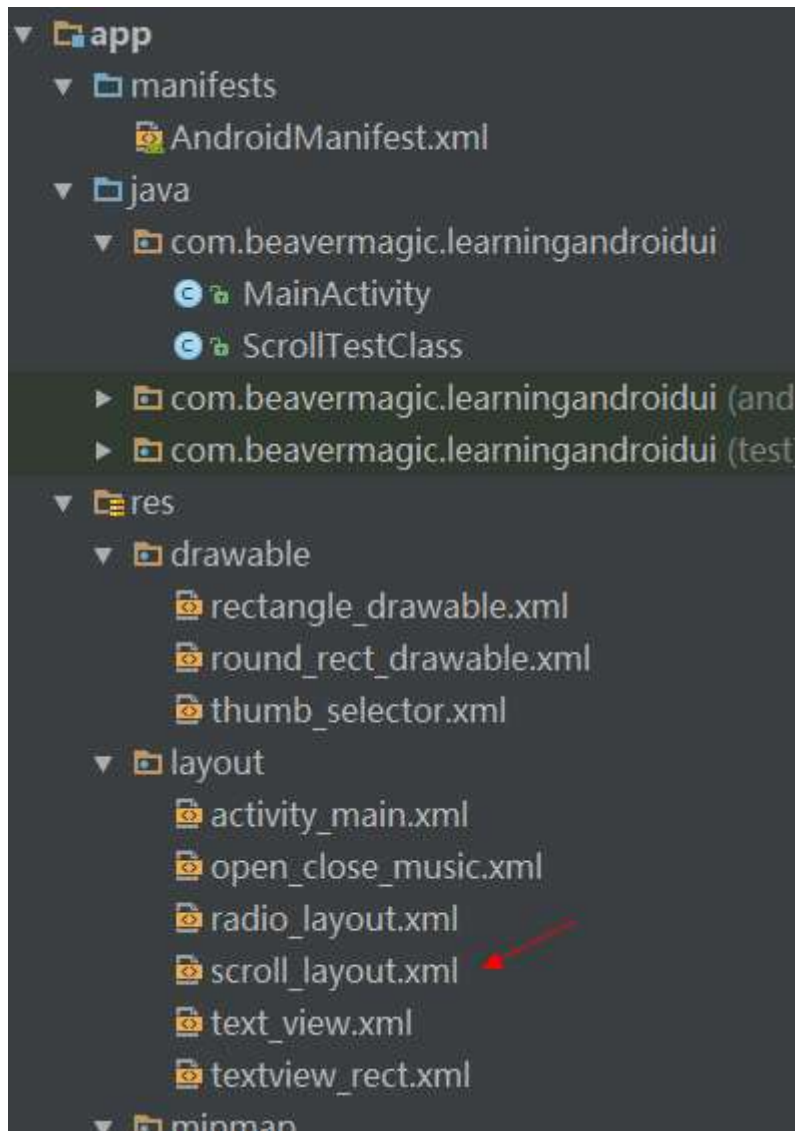 app
manifests
AndroidManifest.xml
java
com.beavermagic.learningandroidui
MainActivity
ScrollTestClass
com.beavermagic.learningandroidui (and
com.beavermagic.learningandroidui (test)
res
drawable
rectangle_drawable.xml
round_rect_drawable.xml
thumb_selector.xml
layout
activity_main.xml
open_close_music.xml
radio_layout.xml
scroll_layout.xml
text_view.xml
textview_rect.xml
mipmap